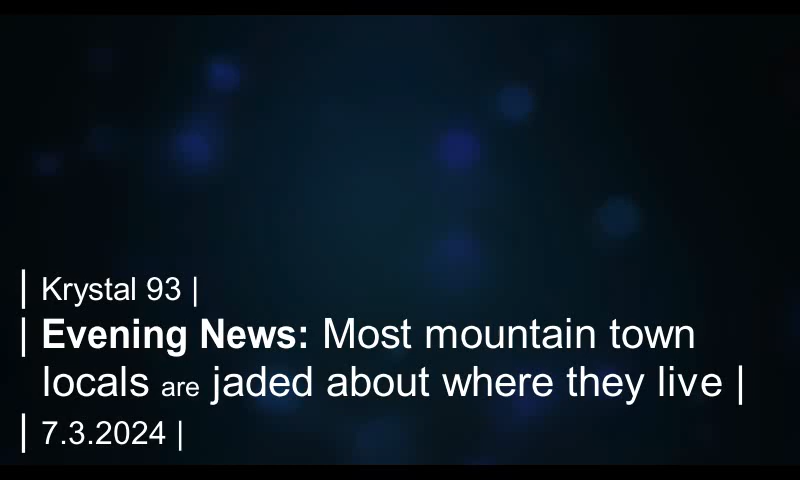 | Krystal 93 |
| Evening News: Most mountain town
locals are jaded about where they live |
| 7.3.2024 |